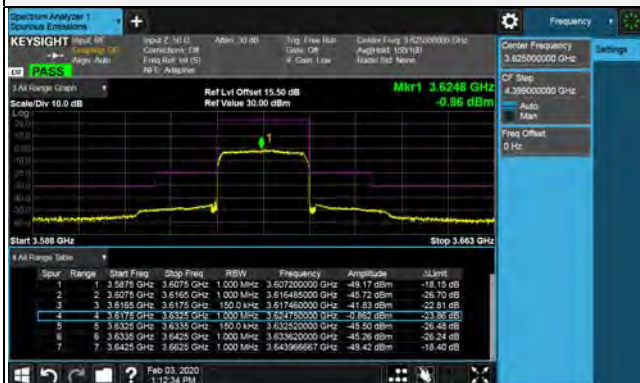 Spectrum Analyzer 1
Spurious Emissions
Frequency
KEYSIGHT Input: RF
Coupling: DC
Align: Auto
Input Z: 50 Ω
Corrections: Off
Freq Ref: Int (S)
NFE: Adaptive
Atten: 30 dB
Trig: Free Run
Gate: Off
IF Gain: Low
Center Freq: 3.625000000 GHz
Avg|Hold: 100/100
Radio Std: None
PASS
Center Frequency
3.625000000 GHz
Settings
CF Step
4.399000000 GHz
Auto
Man
Freq Offset
0 Hz
3 All Range Graph
Scale/Div 10.0 dB
Ref Lvl Offset 15.50 dB
Ref Value 30.00 dBm
Mkr1 3.6248 GHz
-0.86 dBm
Log
1
Start 3.588 GHz
Stop 3.663 GHz
6 All Range Table
Spur Range Start Freq Stop Freq RBW Frequency Amplitude ΔLimit
1 1 3.5875 GHz 3.6075 GHz 1.000 MHz 3.607200000 GHz -49.17 dBm -18.15 dB
2 2 3.6075 GHz 3.6165 GHz 1.000 MHz 3.616485000 GHz -45.72 dBm -26.70 dB
3 3 3.6165 GHz 3.6175 GHz 150.0 kHz 3.617460000 GHz -41.83 dBm -22.81 dB
4 4 3.6175 GHz 3.6325 GHz 1.000 MHz 3.624750000 GHz -0.862 dBm -23.86 dB
5 5 3.6325 GHz 3.6335 GHz 150.0 kHz 3.632520000 GHz -45.50 dBm -26.48 dB
6 6 3.6335 GHz 3.6425 GHz 1.000 MHz 3.633620000 GHz -45.26 dBm -26.24 dB
7 7 3.6425 GHz 3.6625 GHz 1.000 MHz 3.643966667 GHz -49.42 dBm -18.40 dB
Feb 03, 2020
1:12:34 PM